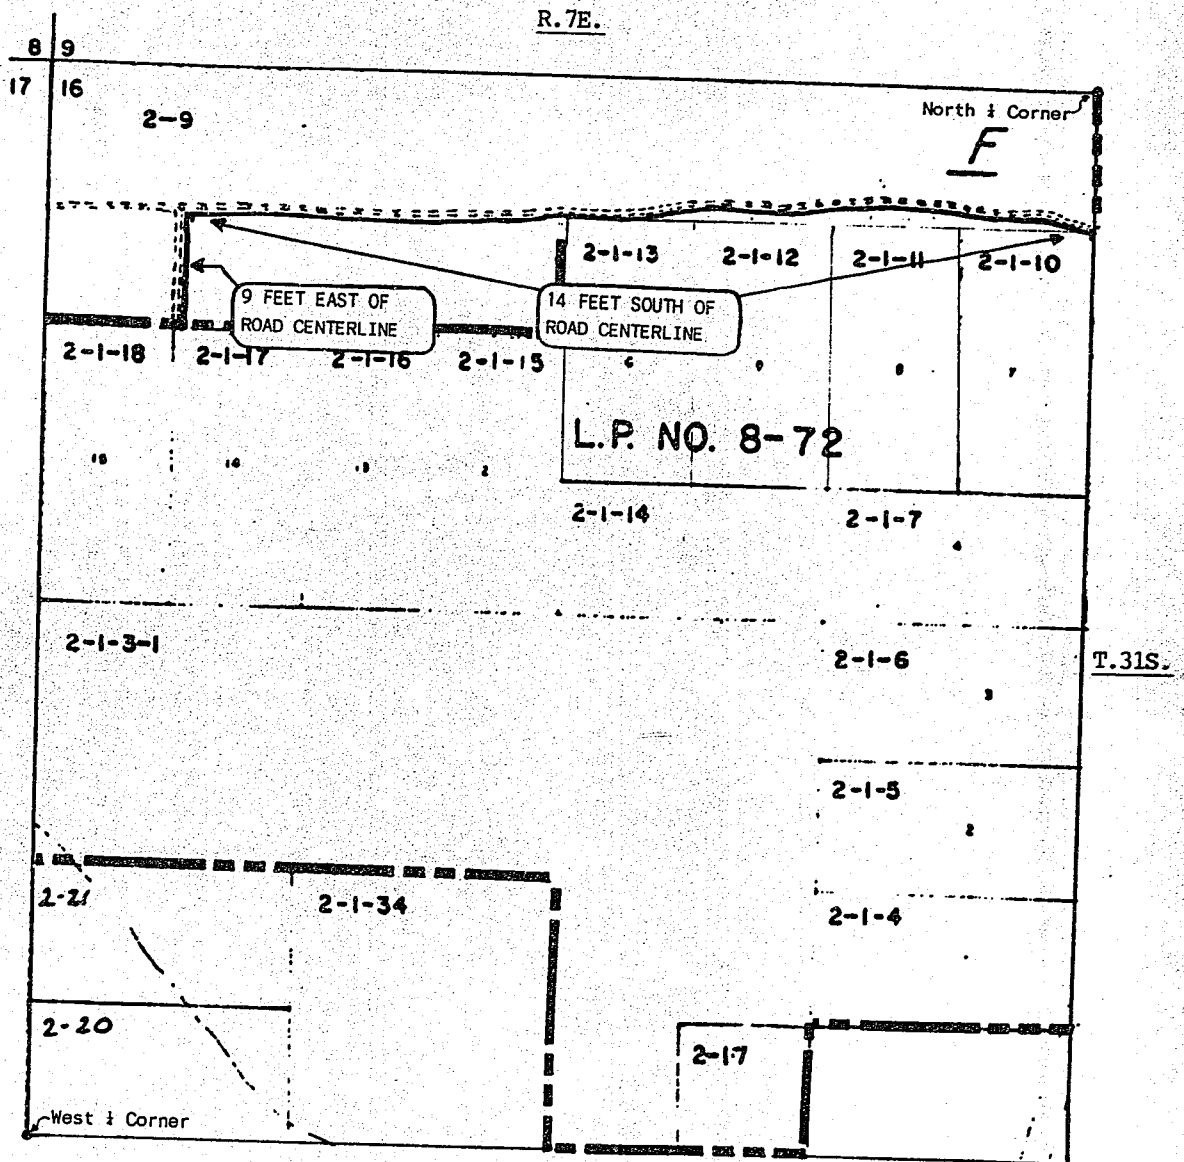 R.7E.
8 9
17 16
2-9
North ¼ Corner
F
2-1-13 2-1-12 2-1-11 2-1-10
9 FEET EAST OF
ROAD CENTERLINE
14 FEET SOUTH OF
ROAD CENTERLINE
2-1-18 2-1-17 2-1-16 2-1-15
L.P. NO. 8-72
2-1-14 2-1-7
4
2-1-3-1
2-1-6
T.31S.
3
2-1-5
2
2-21
2-1-34
2-1-4
2-20
2-17
West ¼ Corner